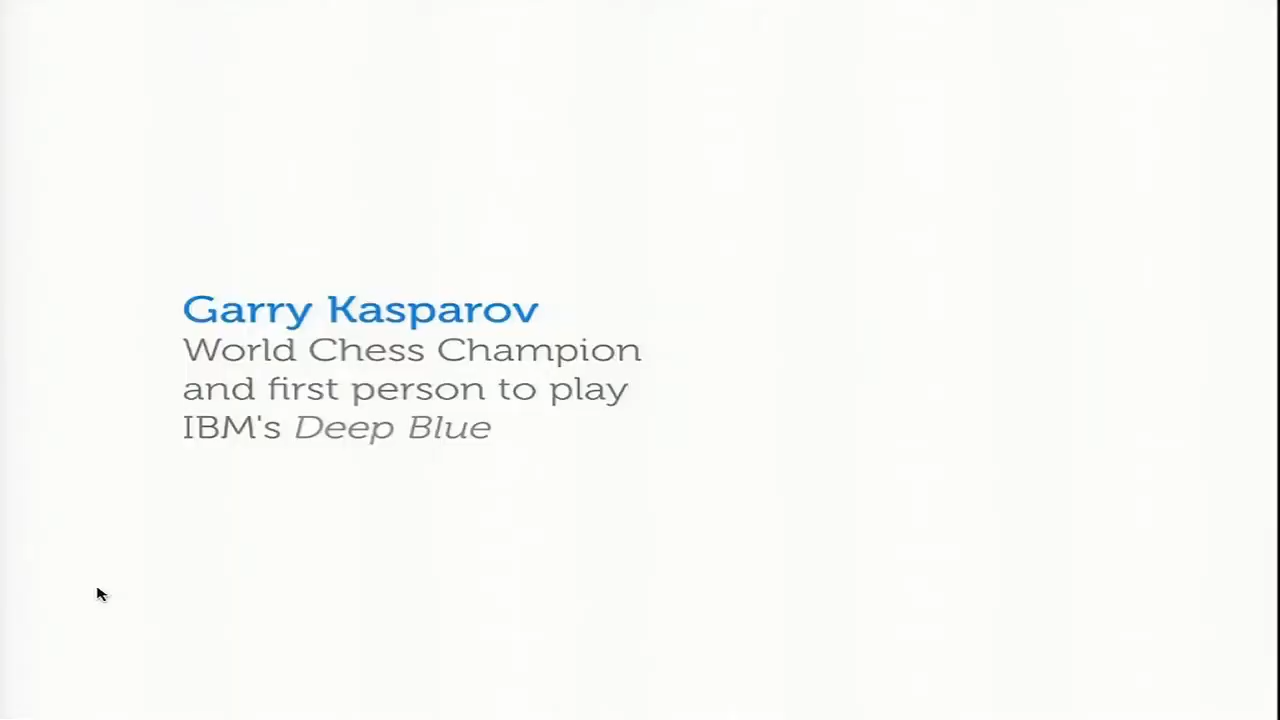 Garry Kasparov
World Chess Champion
and first person to play
IBM's Deep Blue